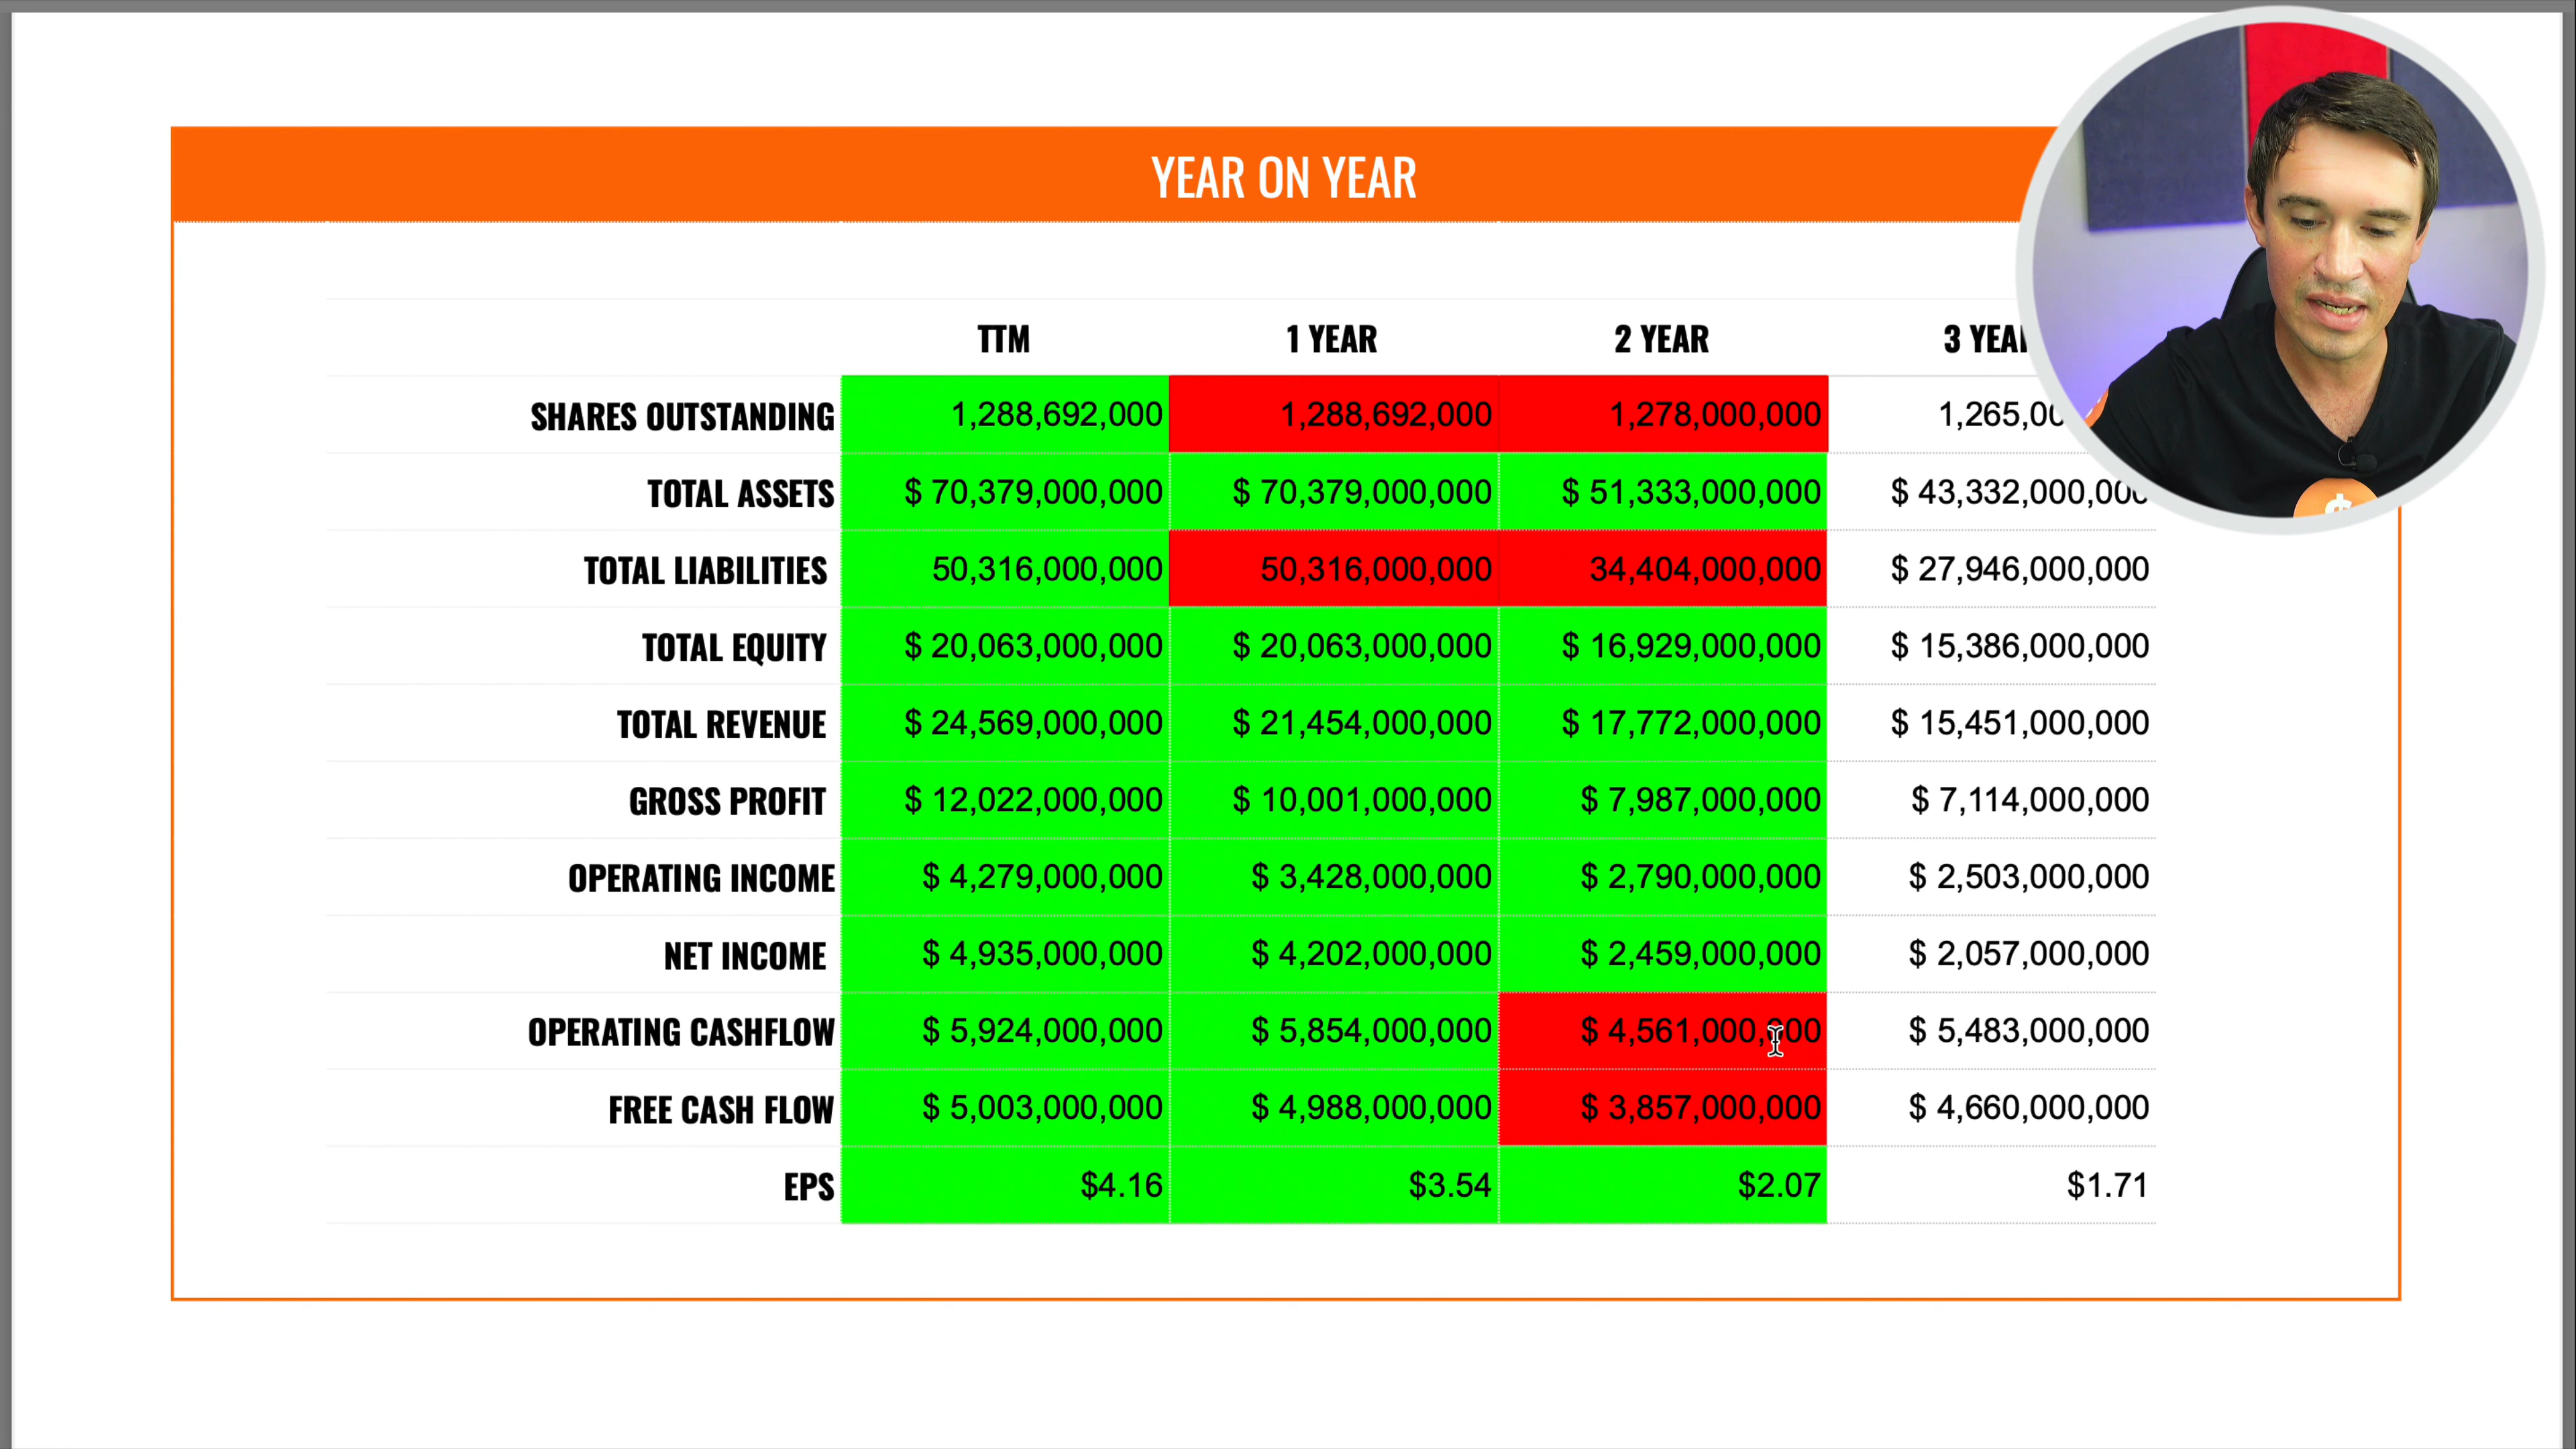 YEAR ON YEAR
TTM 1 YEAR 2 YEAR 3
SHARES OUTSTANDING 1,288,692,000 1,288,692,000 1,278,000,000
TOTAL ASSETS $ 70,379,000,000 $ 70,379,000,000 $ 51,333,000,000 $ 43,332,000,000
TOTAL LIABILITIES 50,316,000,000 50,316,000,000 34,404,000,000 $ 27,946,000,000
TOTAL EQUITY $ 20,063,000,000 $ 20,063,000,000 $ 16,929,000,000 $ 15,386,000,000
TOTAL REVENUE $ 24,569,000,000 $ 21,454,000,000 $ 17,772,000,000 $ 15,451,000,000
GROSS PROFIT $ 12,022,000,000 $ 10,001,000,000 $ 7,987,000,000 $ 7,114,000,000
OPERATING INCOME $ 4,279,000,000 $ 3,428,000,000 $ 2,790,000,000 $ 2,503,000,000
NET INCOME $ 4,935,000,000 $ 4,202,000,000 $ 2,459,000,000 $ 2,057,000,000
OPERATING CASHFLOW $ 5,924,000,000 $ 5,854,000,000 $ 4,561,000,000 $ 5,483,000,000
FREE CASH FLOW $ 5,003,000,000 $ 4,988,000,000 $ 3,857,000,000 $ 4,660,000,000
EPS $4.16 $3.54 $2.07 $1.71